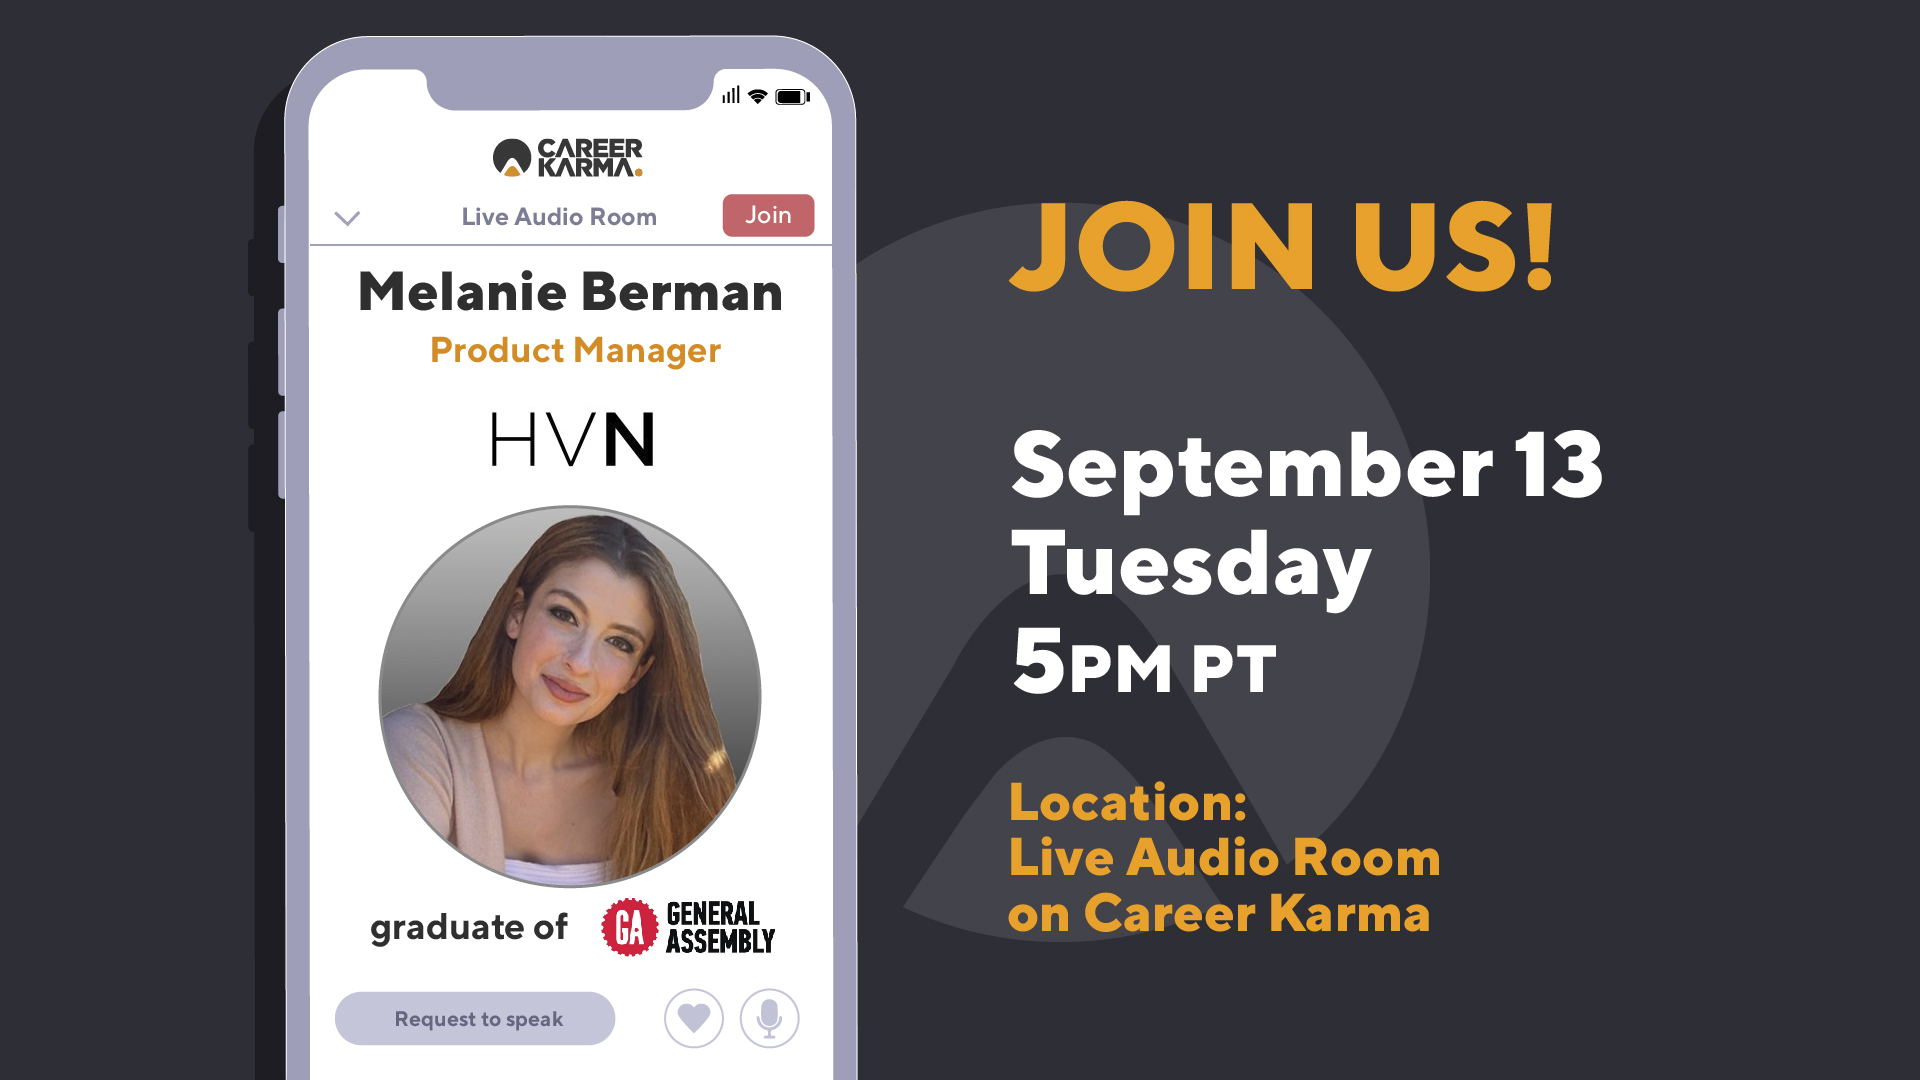 CAREER
KARMA.
Live Audio Room
Join
Melanie Berman
Product Manager
HVN
graduate of
GA
GENERAL
ASSEMBLY
Request to speak
JOIN US!
September 13
Tuesday
5PM PT
Location:
Live Audio Room
on Career Karma